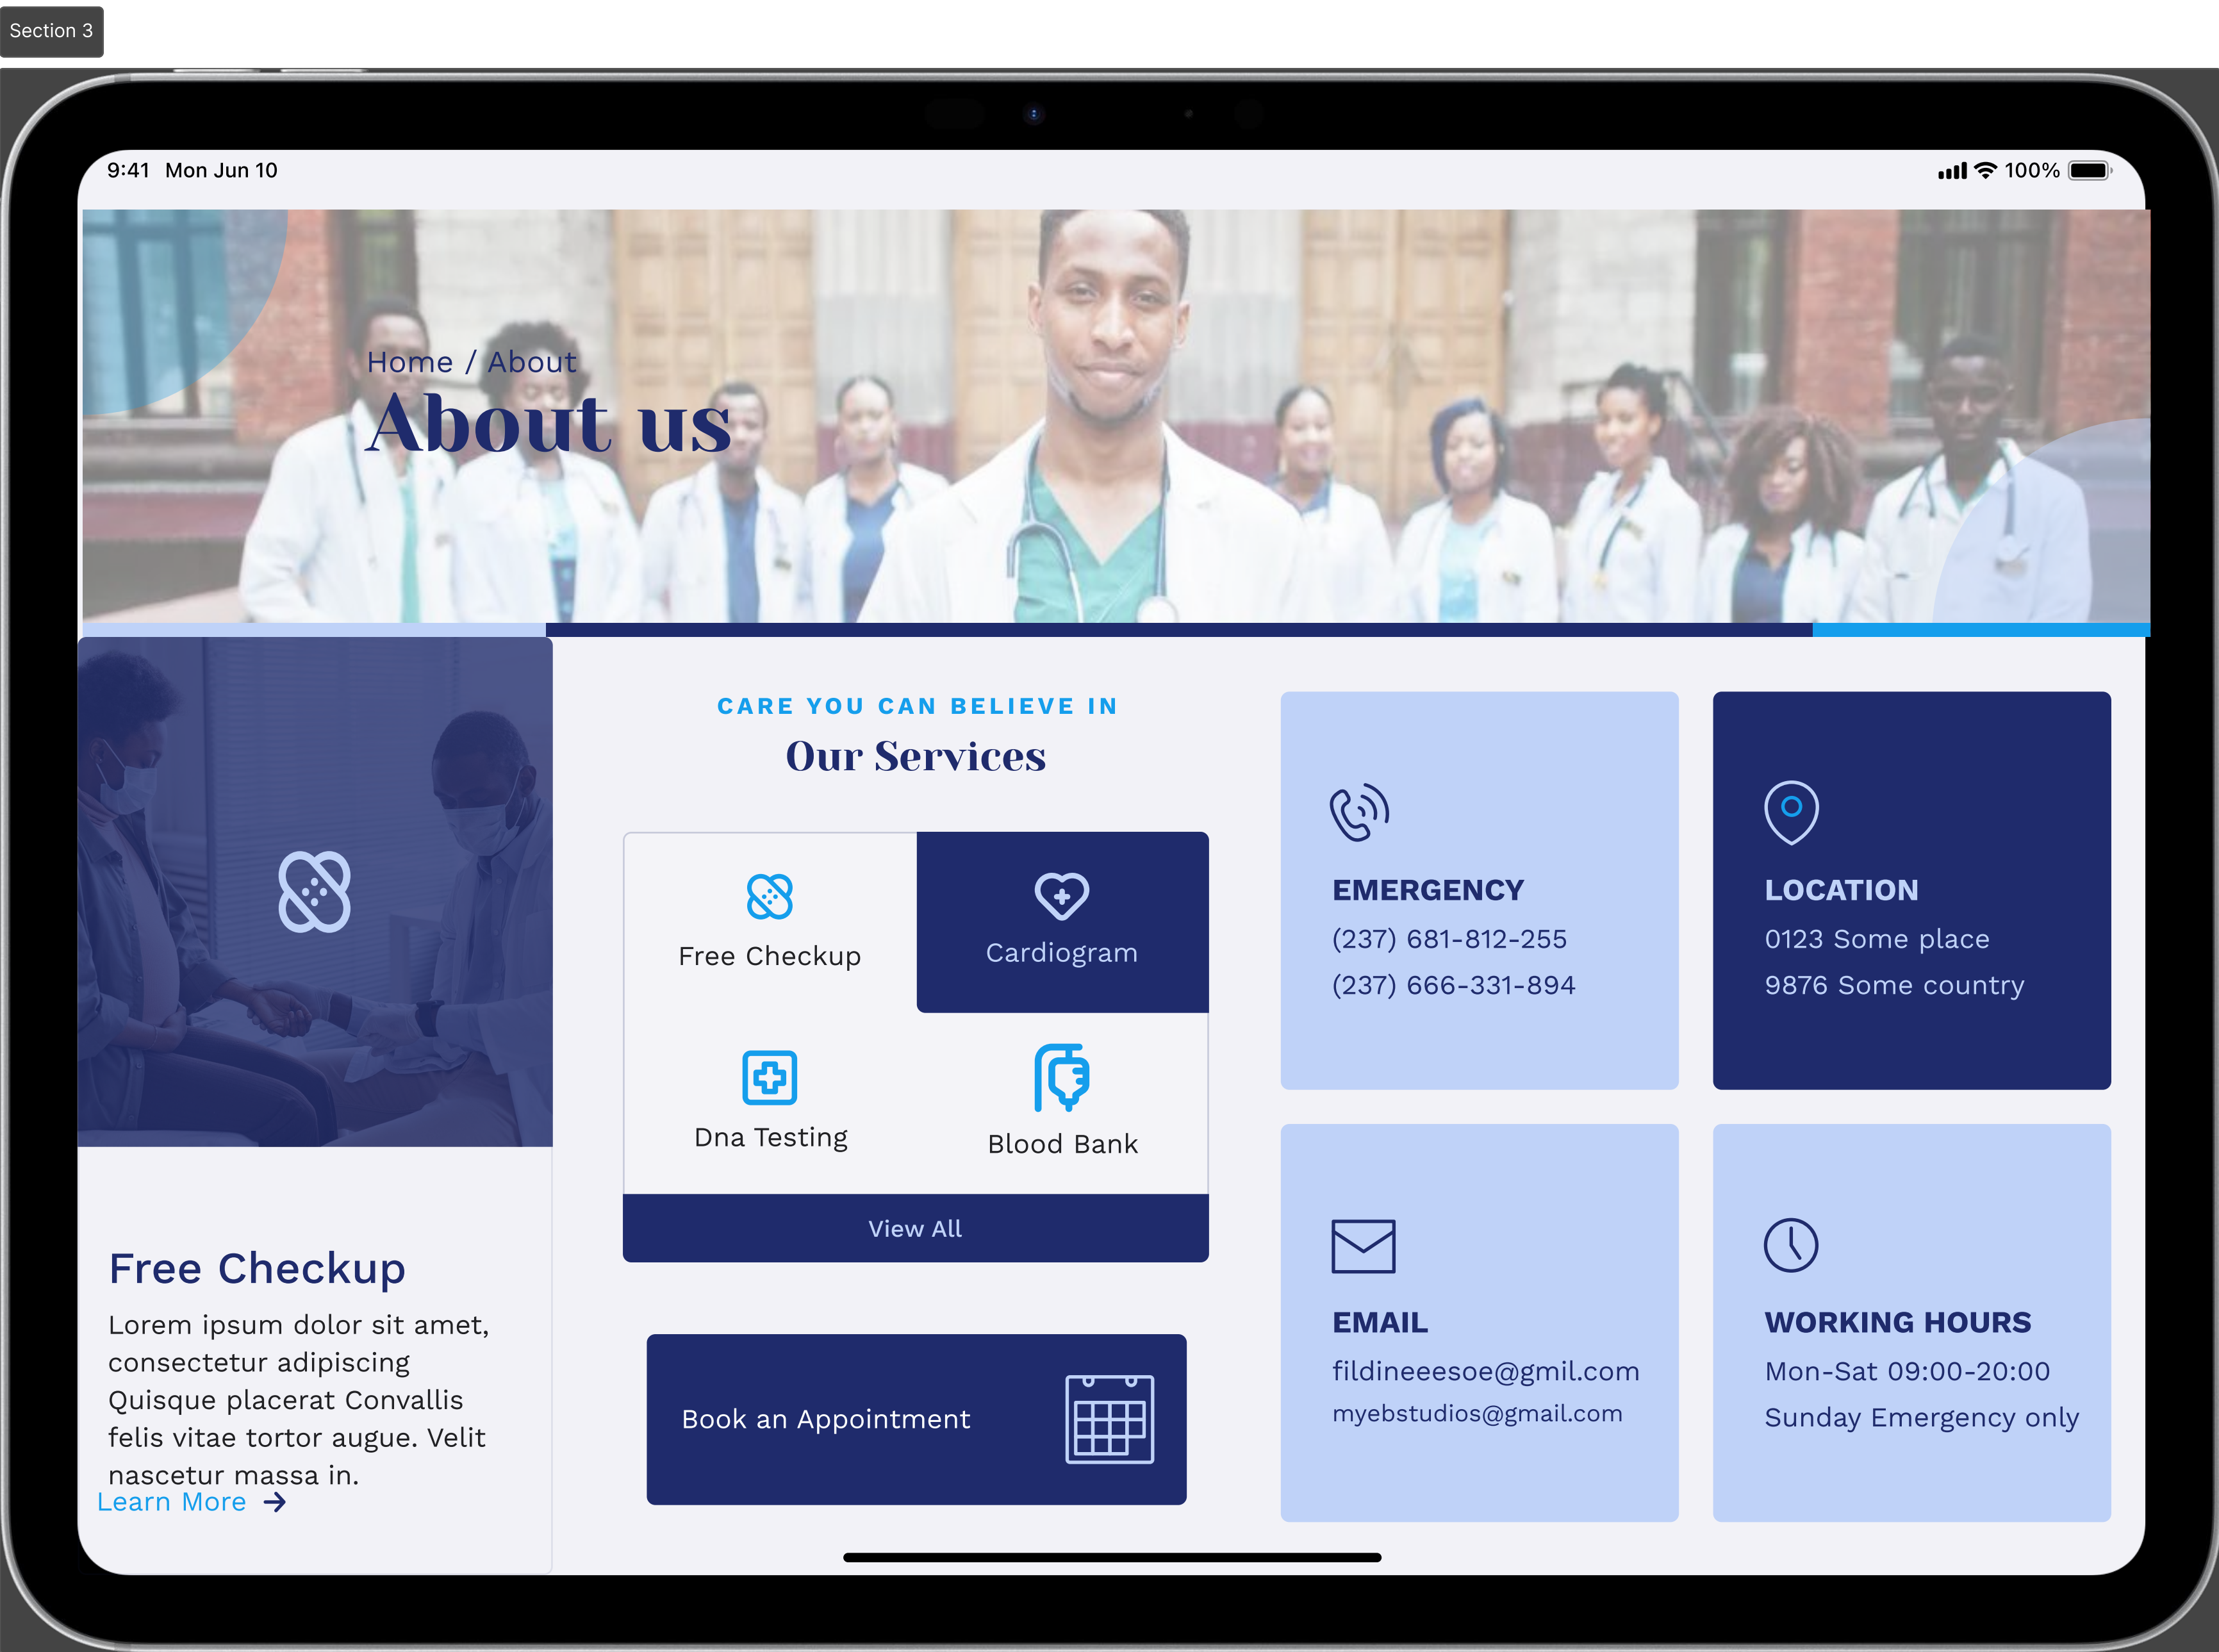 Section 3
9:41 Mon Jun 10
100%
Home / About
About us
CARE YOU CAN BELIEVE IN
Our Services
Free Checkup
Cardiogram
Dna Testing
Blood Bank
View All
Book an Appointment
EMERGENCY
(237) 681-812-255
(237) 666-331-894
LOCATION
0123 Some place
9876 Some country
EMAIL
fildineeesoe@gmil.com
myebstudios@gmail.com
WORKING HOURS
Mon-Sat 09:00-20:00
Sunday Emergency only
Free Checkup
Lorem ipsum dolor sit amet,
consectetur adipiscing
Quisque placerat Convallis
felis vitae tortor augue. Velit
nascetur massa in.
Learn More